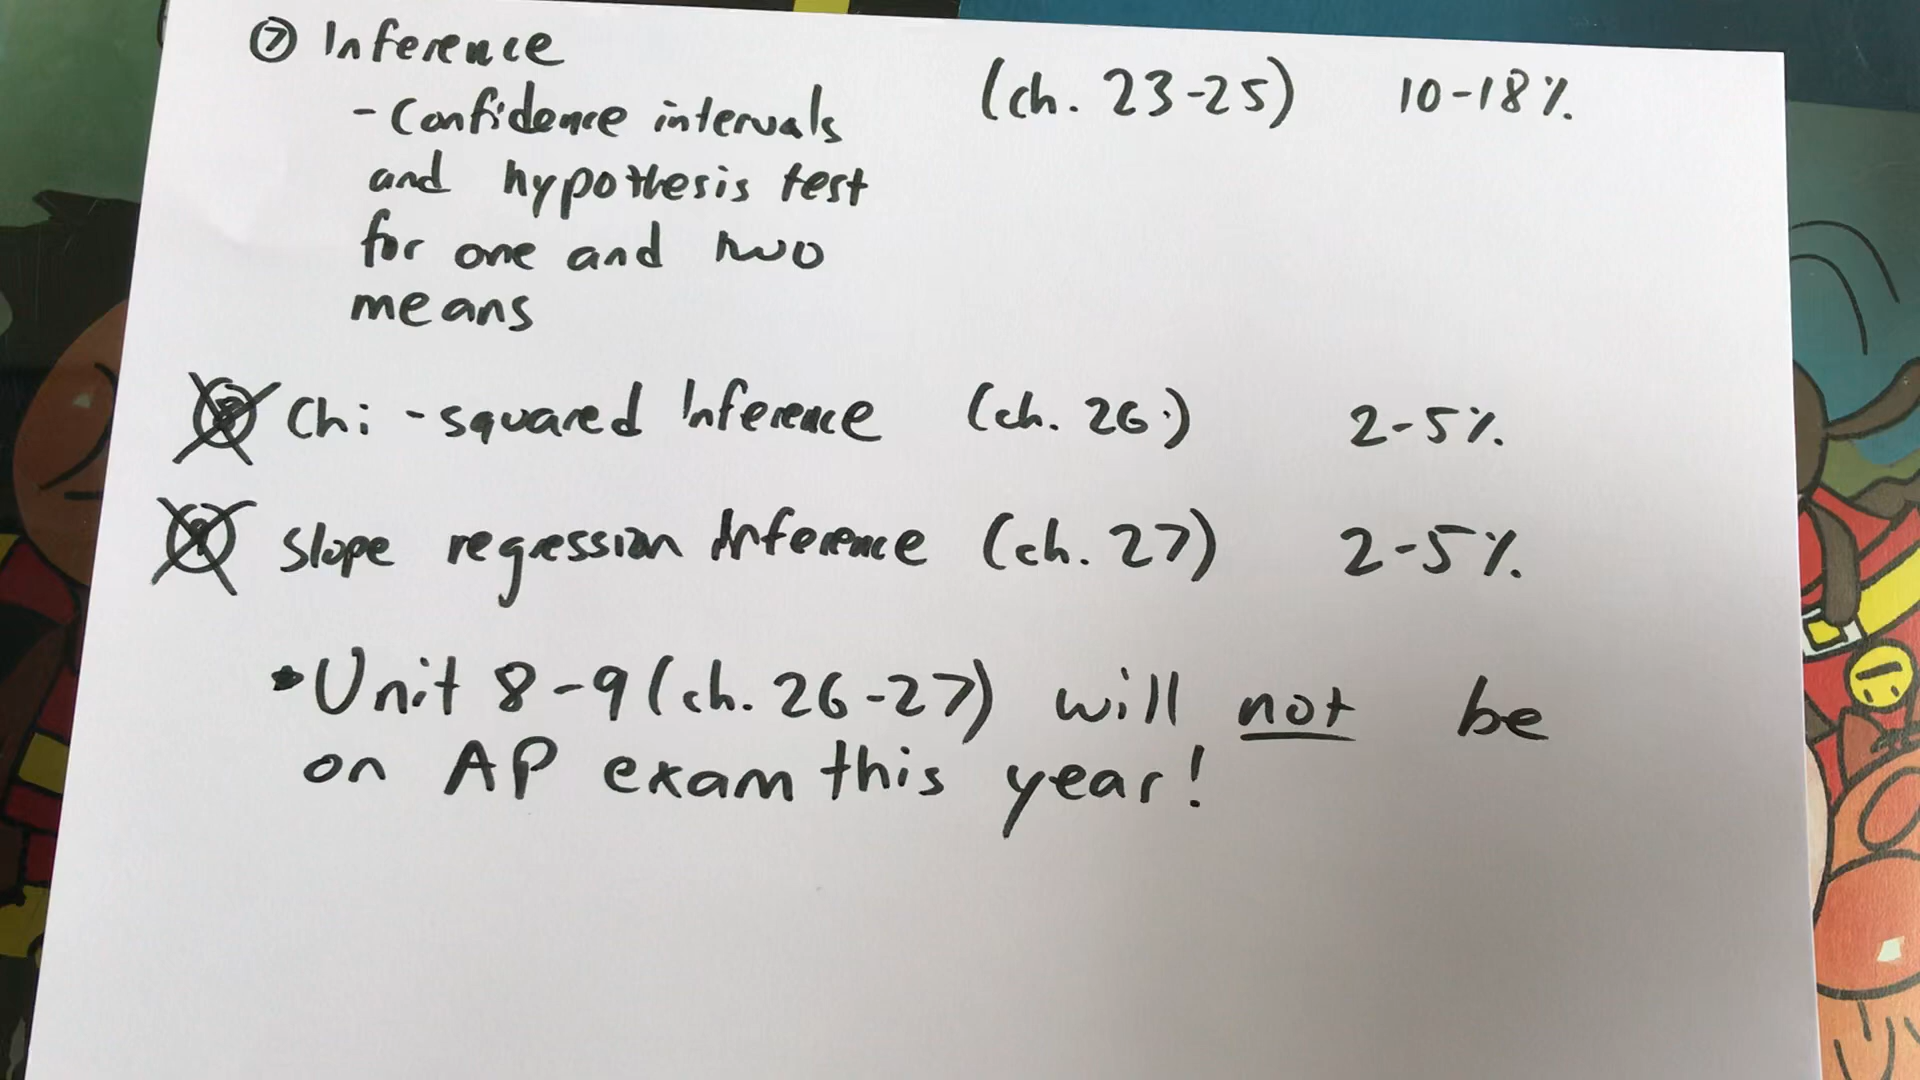 ⑦ Inference (ch. 23-25) 10-18%
- Confidence intervals
and hypothesis test
for one and two
means
⑧ Chi-squared Inference (ch. 26) 2-5%
⑨ Slope regression Inference (ch. 27) 2-5%
• Unit 8-9 (ch. 26-27) will not be
on AP exam this year!